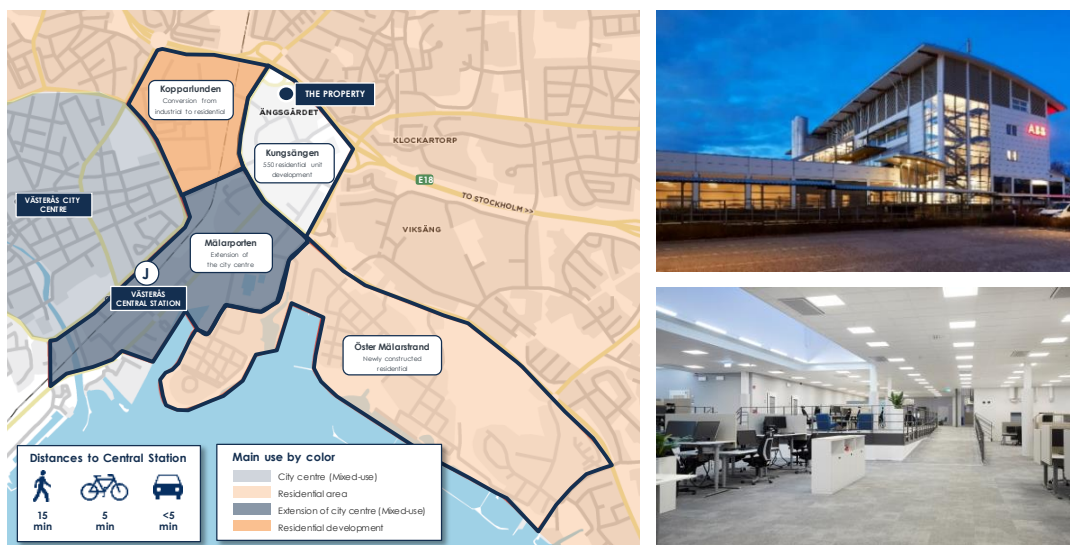 Kopparlunden
Conversion from
industrial to residential
THE PROPERTY
ÄNGSGÄRDET
Kungsängen
550 residential unit
development
KLOCKARTORP
E18
TO STOCKHOLM >>
VÄSTERÅS CITY
CENTRE
VIKSÄNG
Mälarporten
Extension of
the city centre
J
VÄSTERÅS
CENTRAL STATION
Öster Mälarstrand
Newly constructed
residential
Distances to Central Station
15
min
5
min
<5
min
Main use by color
City centre (Mixed-use)
Residential area
Extension of city centre (Mixed-use)
Residential development
ABB